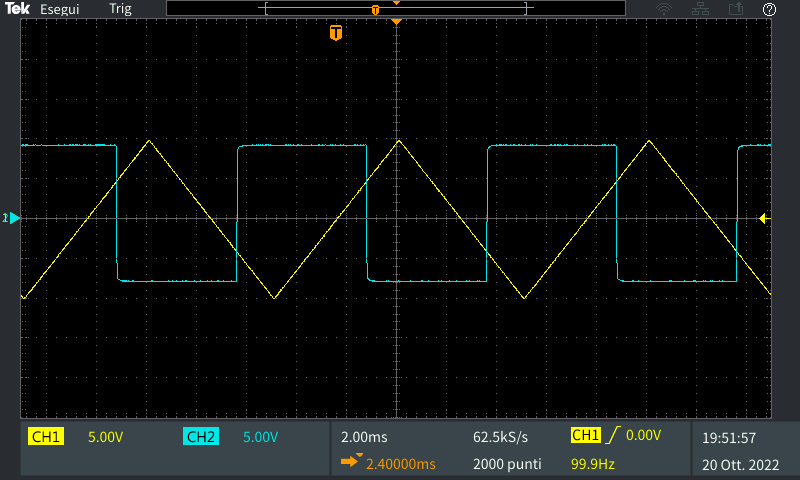 Tek Esegui Trig T ?
T
1
CH1 5.00V CH2 5.00V 2.00ms 62.5kS/s CH1 0.00V 19:51:57
2.40000ms 2000 punti 99.9Hz 20 Ott. 2022